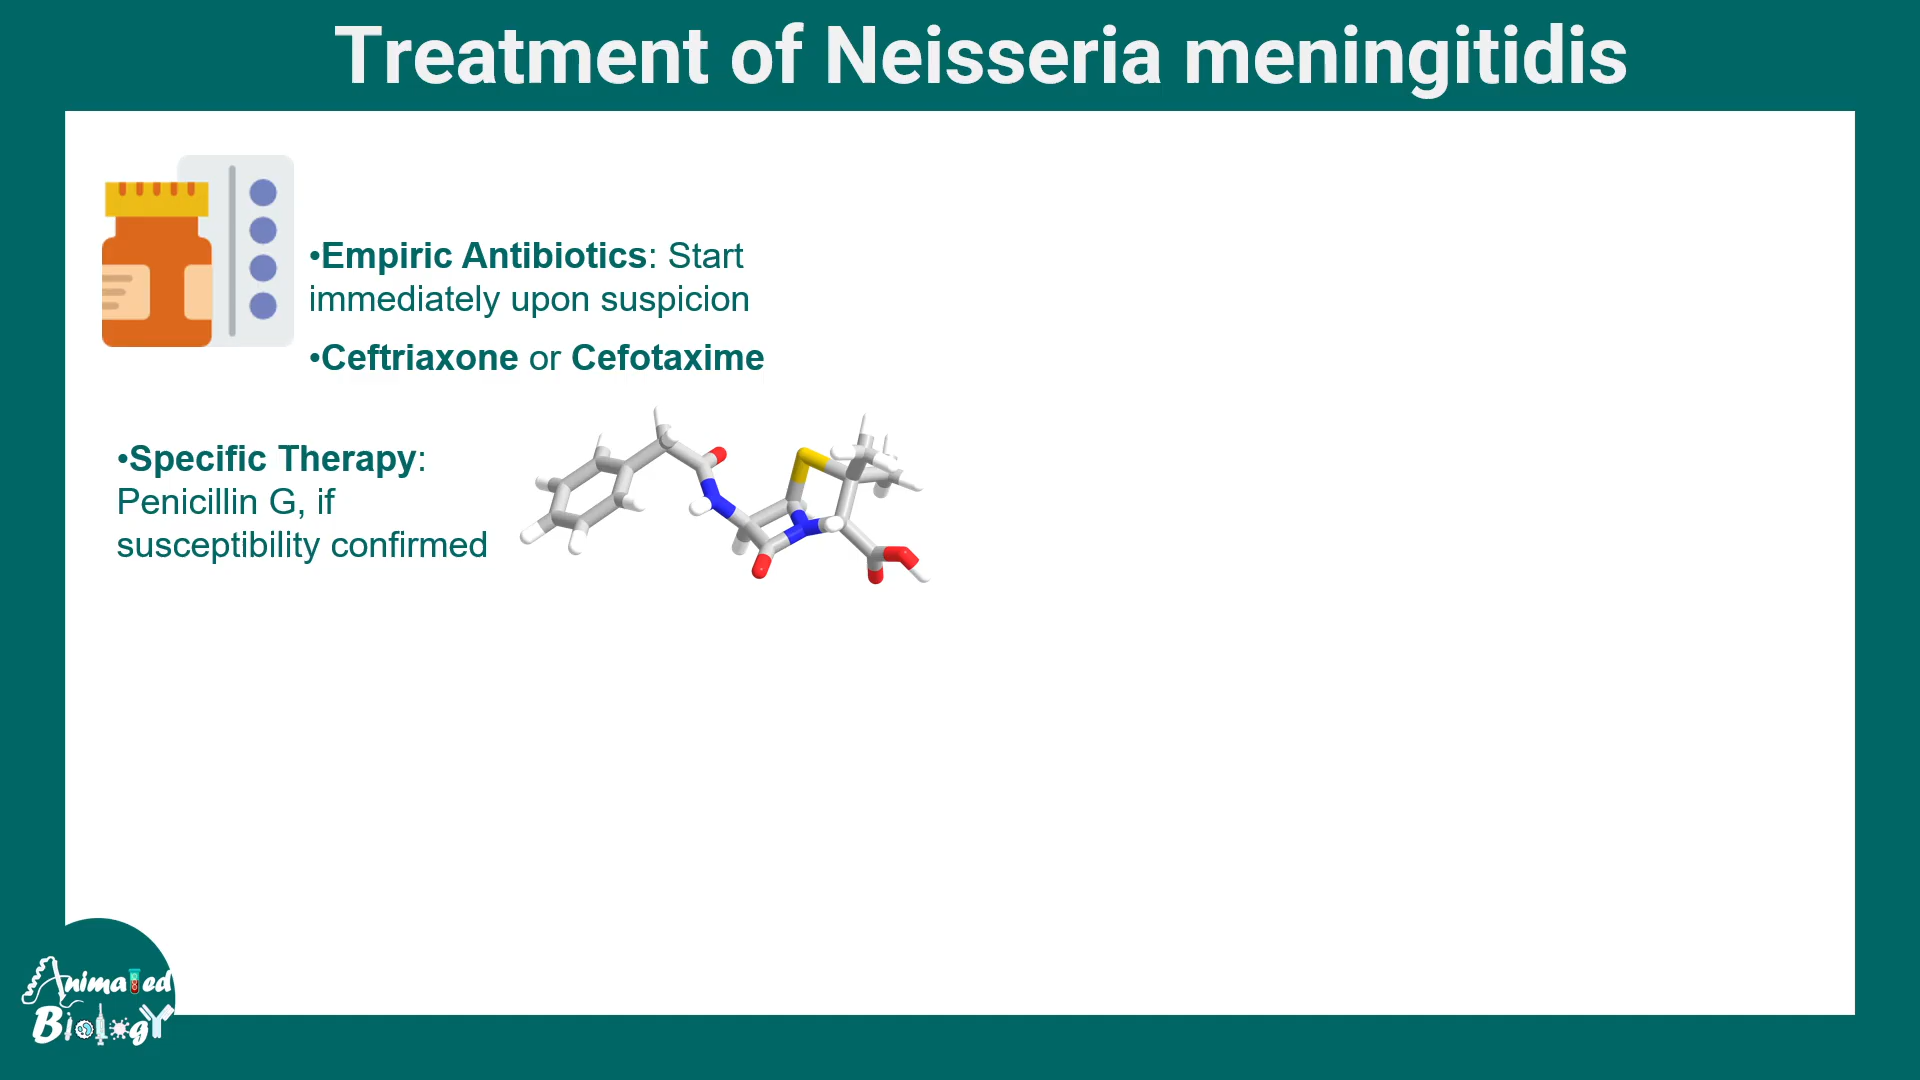 Treatment of Neisseria meningitidis
•Empiric Antibiotics: Start
immediately upon suspicion
•Ceftriaxone or Cefotaxime
•Specific Therapy:
Penicillin G, if
susceptibility confirmed
Animated
Biology